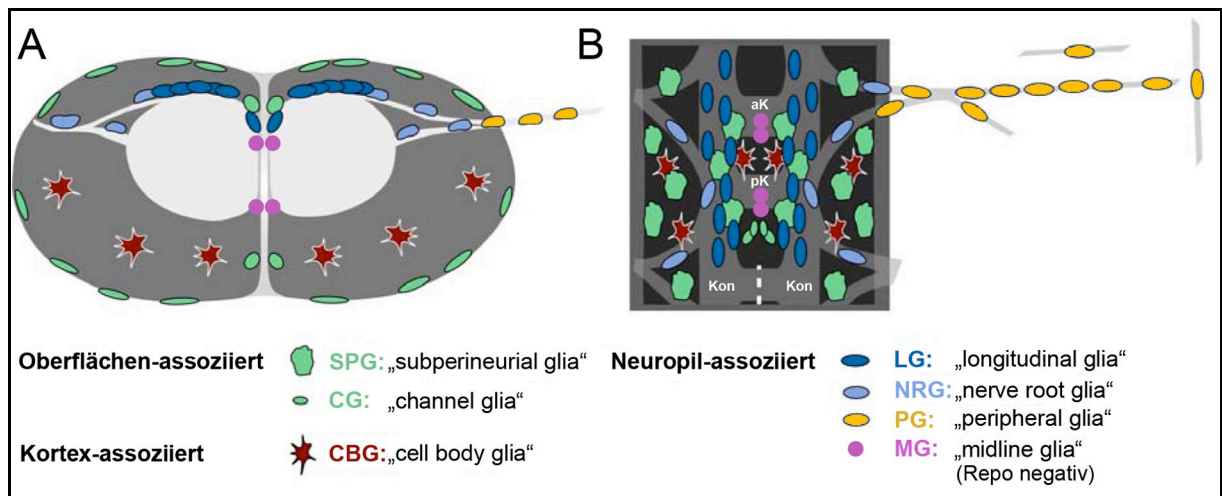 A
B
aK
pK
Kon
Kon
Oberflächen-assoziiert
SPG: „subperineurial glia“
CG: „channel glia“
Kortex-assoziiert
CBG: „cell body glia“
Neuropil-assoziiert
LG: „longitudinal glia“
NRG: „nerve root glia“
PG: „peripheral glia“
MG: „midline glia“
(Repo negativ)